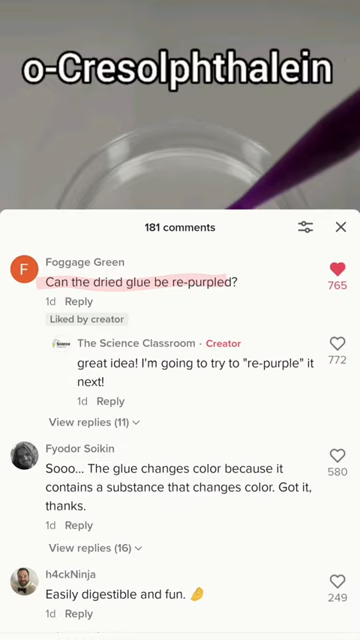 o-Cresolphthalein
181 comments
Foggage Green
Can the dried glue be re-purpled?
765
1d Reply
Liked by creator
The Science Classroom · Creator
great idea! I'm going to try to "re-purple" it
next!
772
1d Reply
View replies (11)
Fyodor Soikin
Sooo... The glue changes color because it
contains a substance that changes color. Got it,
thanks.
580
1d Reply
View replies (16)
h4ckNinja
Easily digestible and fun.
249
1d Reply